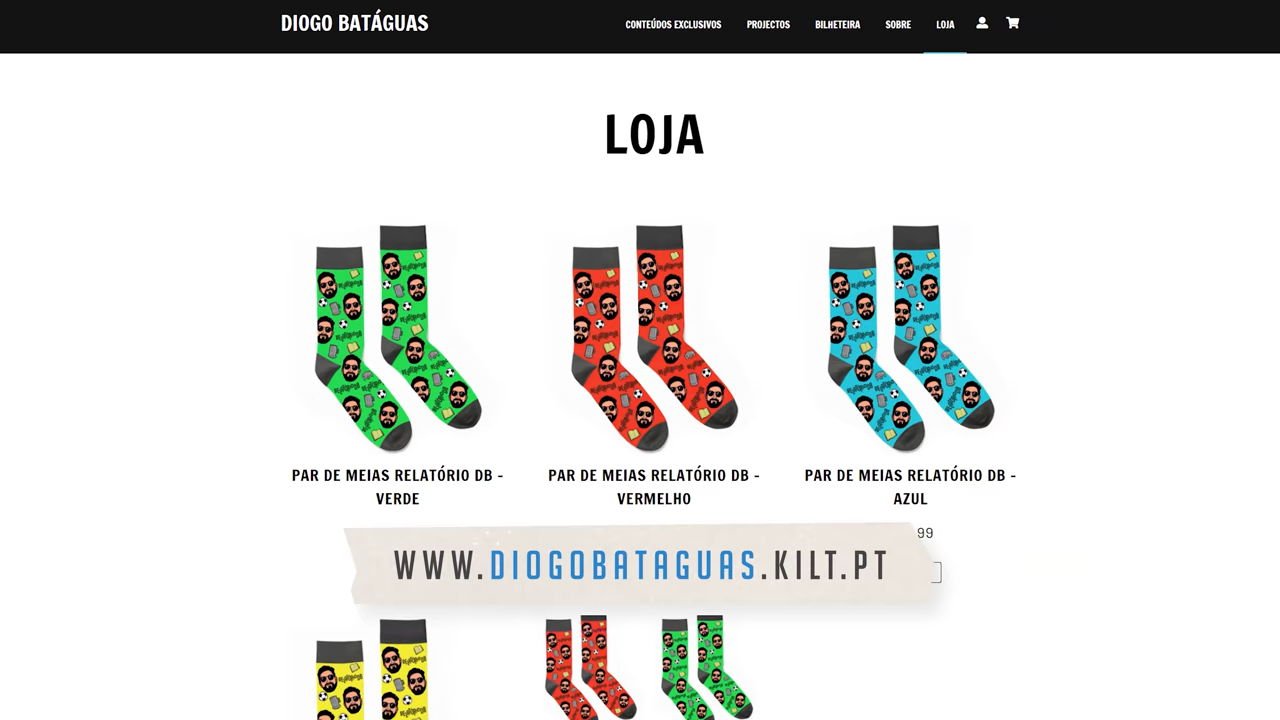 DIOGO BATÁGUAS
CONTEÚDOS EXCLUSIVOS
PROJECTOS
BILHETEIRA
SOBRE
LOJA
LOJA
PAR DE MEIAS RELATÓRIO DB -
VERDE
PAR DE MEIAS RELATÓRIO DB -
VERMELHO
PAR DE MEIAS RELATÓRIO DB -
AZUL
99
WWW.DIOGOBATAGUAS.KILT.PT